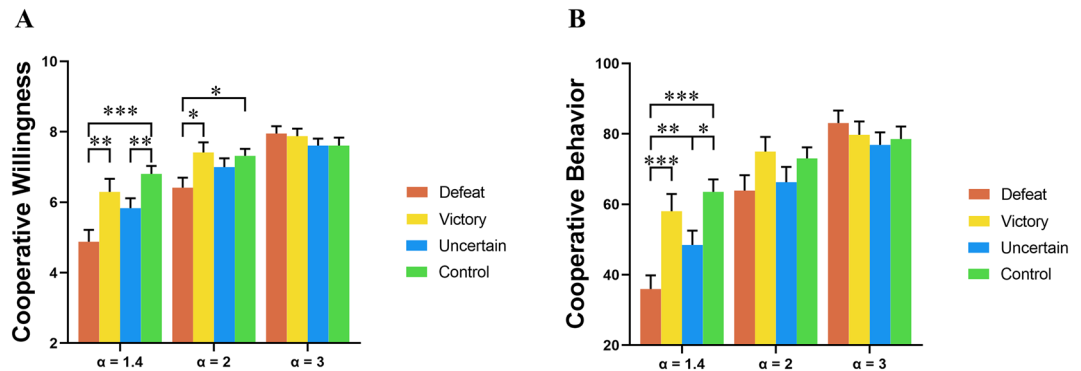 A
Cooperative Willingness
10
8
6
4
2
***
**
**
*
*
α = 1.4
α = 2
α = 3
Defeat
Victory
Uncertain
Control
B
Cooperative Behavior
100
80
60
40
20
***
**
*
***
α = 1.4
α = 2
α = 3
Defeat
Victory
Uncertain
Control